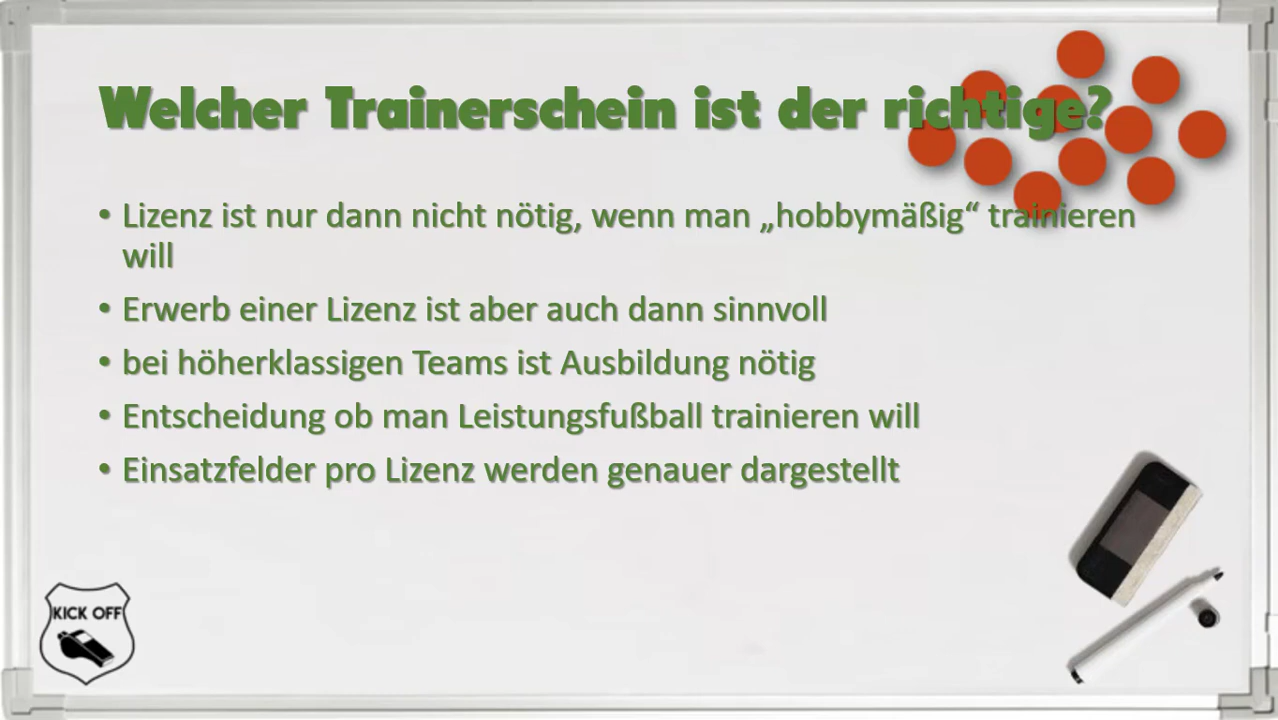 Welcher Trainerschein ist der richtige?
• Lizenz ist nur dann nicht nötig, wenn man „hobbymäßig“ trainieren
will
• Erwerb einer Lizenz ist aber auch dann sinnvoll
• bei höherklassigen Teams ist Ausbildung nötig
• Entscheidung ob man Leistungsfußball trainieren will
• Einsatzfelder pro Lizenz werden genauer dargestellt
KICK OFF